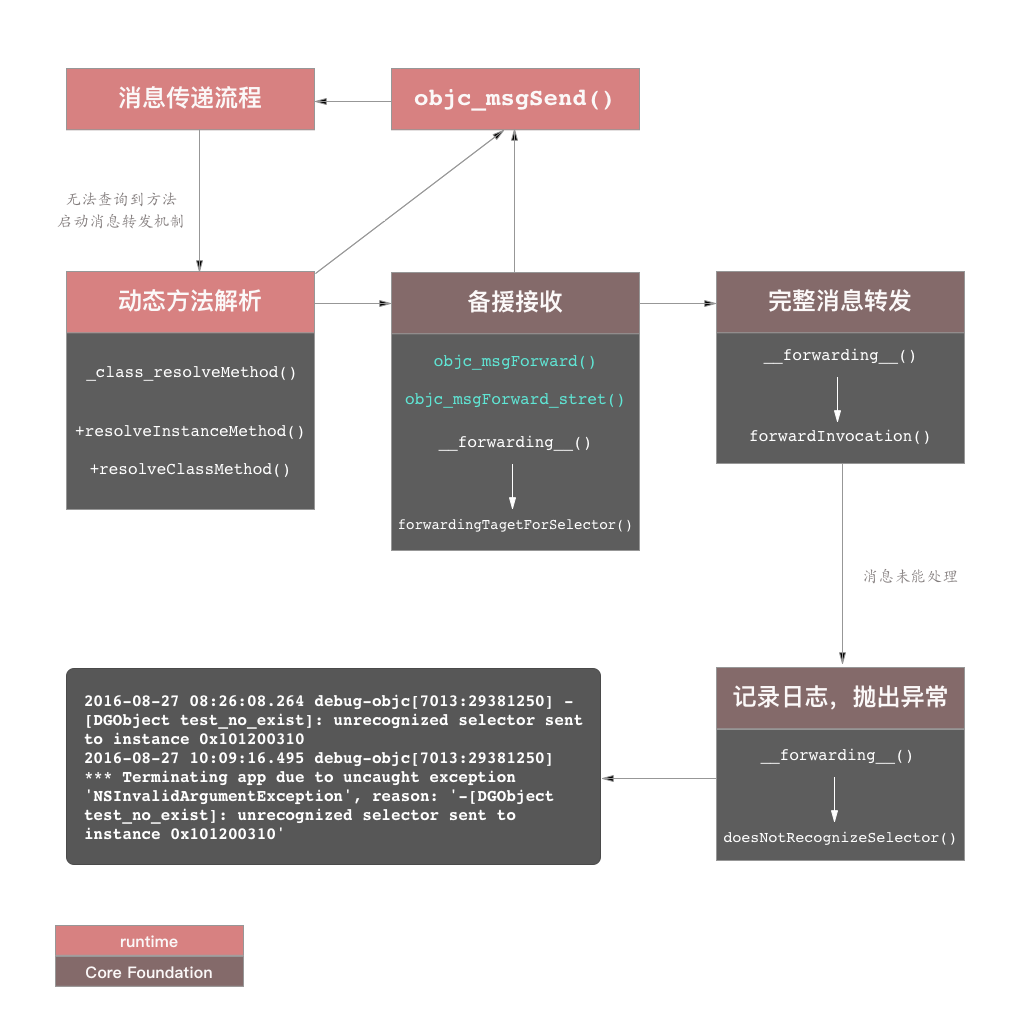 消息传递流程
objc_msgSend()
无法查询到方法
启动消息转发机制
动态方法解析
_class_resolveMethod()
+resolveInstanceMethod()
+resolveClassMethod()
备援接收
objc_msgForward()
objc_msgForward_stret()
__forwarding__()
forwardingTagetForSelector()
完整消息转发
__forwarding__()
forwardInvocation()
消息未能处理
记录日志，抛出异常
__forwarding__()
doesNotRecognizeSelector()
2016-08-27 08:26:08.264 debug-objc[7013:29381250] -
[DGObject test_no_exist]: unrecognized selector sent
to instance 0x101200310
2016-08-27 10:09:16.495 debug-objc[7013:29381250]
*** Terminating app due to uncaught exception
'NSInvalidArgumentException', reason: '-[DGObject
test_no_exist]: unrecognized selector sent to
instance 0x101200310'
runtime
Core Foundation